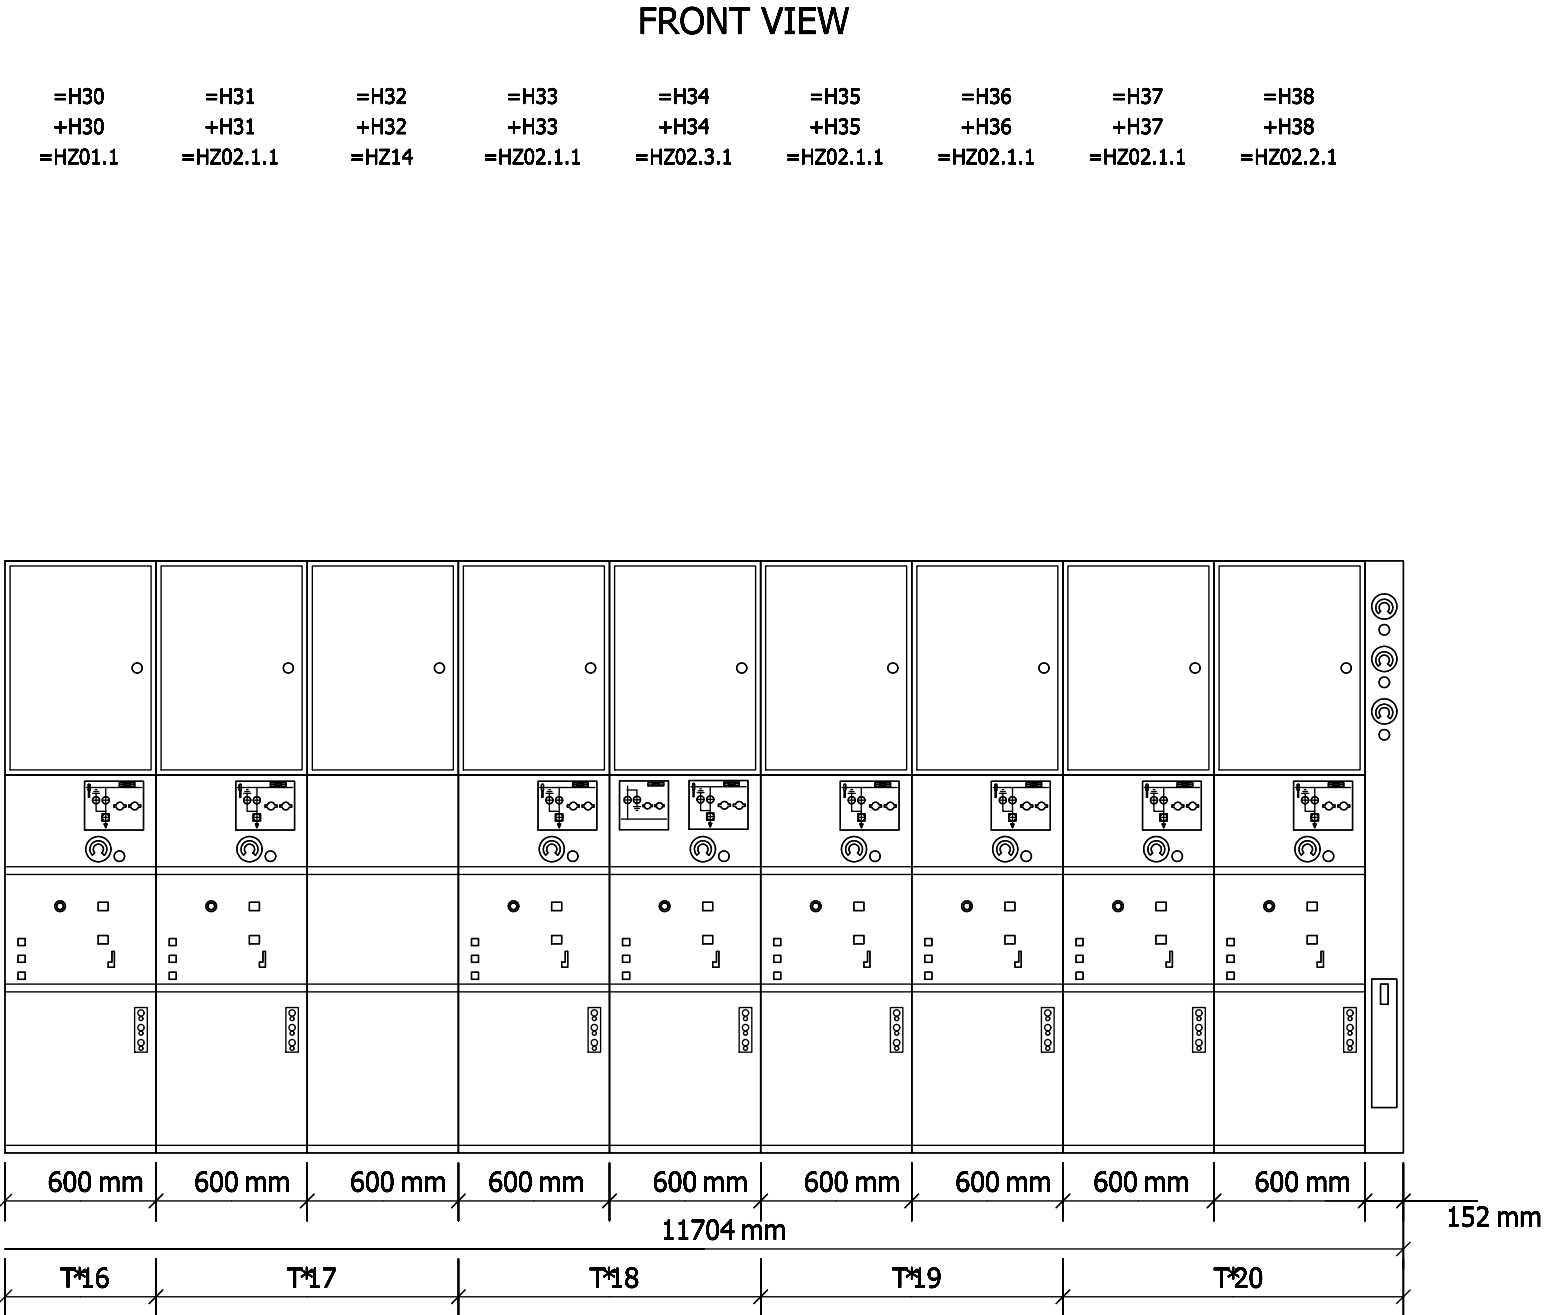 FRONT VIEW
=H30 =H31 =H32 =H33 =H34 =H35 =H36 =H37 =H38
+H30 +H31 +H32 +H33 +H34 +H35 +H36 +H37 +H38
=HZ01.1 =HZ02.1.1 =HZ14 =HZ02.1.1 =HZ02.3.1 =HZ02.1.1 =HZ02.1.1 =HZ02.1.1 =HZ02.2.1
600 mm 600 mm 600 mm 600 mm 600 mm 600 mm 600 mm 600 mm 600 mm
152 mm
11704 mm
T*16 T*17 T*18 T*19 T*20